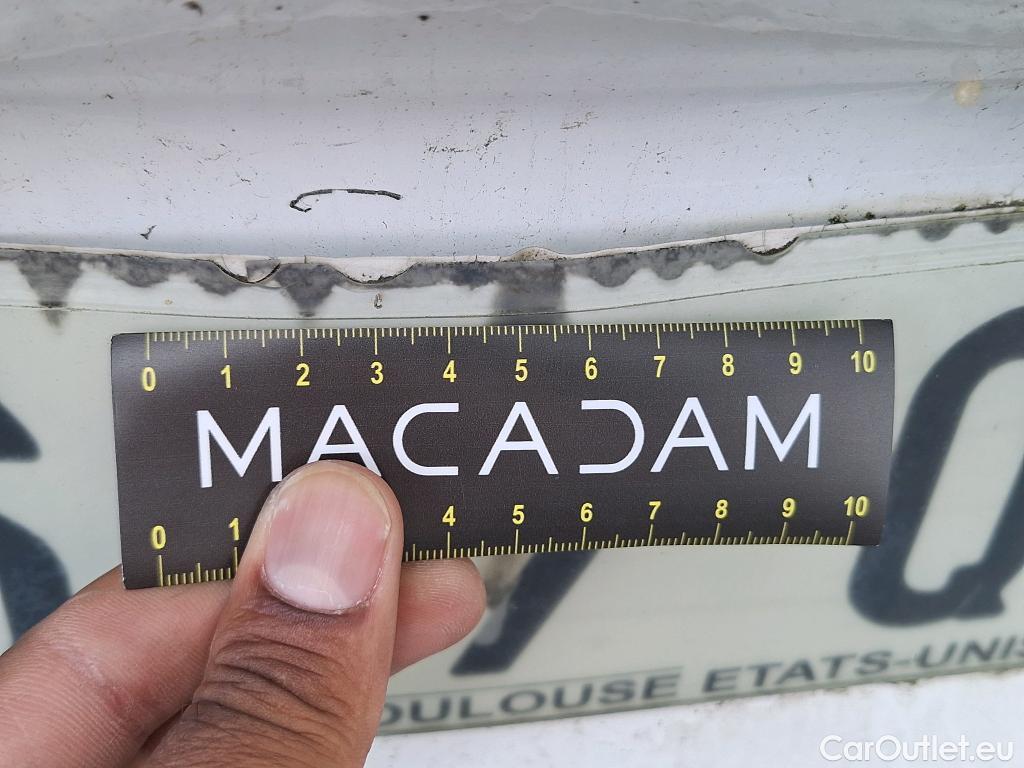 0 1 2 3 4 5 6 7 8 9 10
MACADAM
0 1 4 5 6 7 8 9 10
OULOUSE ETATS-UNIS
CarOutlet.eu